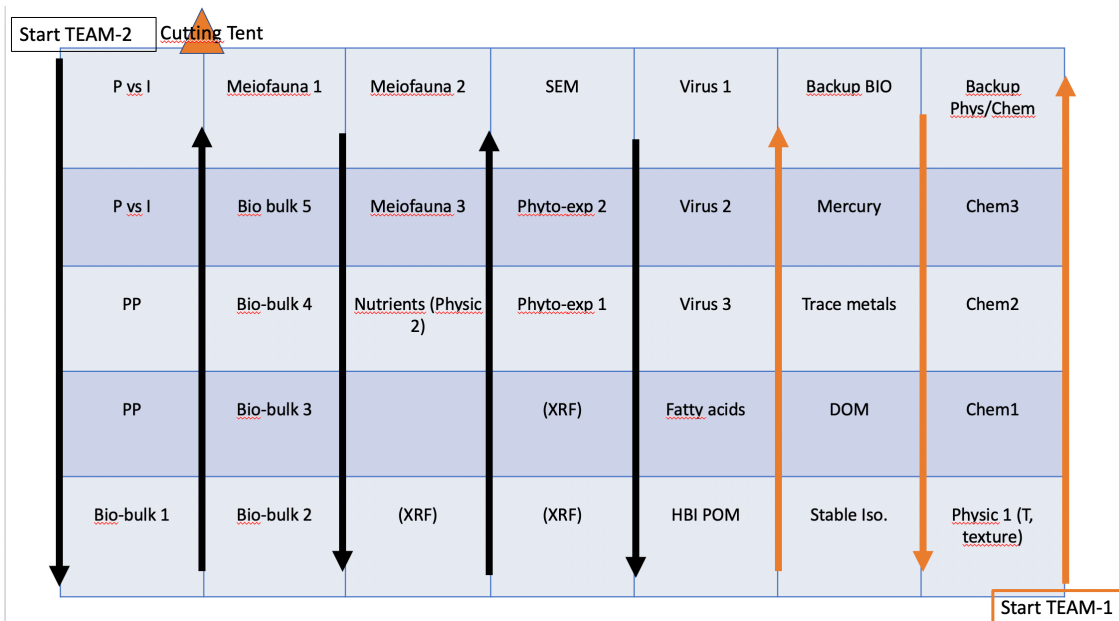 Start TEAM-2
Cutting Tent
P vs I
Meiofauna 1
Meiofauna 2
SEM
Virus 1
Backup BIO
Backup
Phys/Chem
P vs I
Bio bulk 5
Meiofauna 3
Phyto-exp 2
Virus 2
Mercury
Chem3
PP
Bio-bulk 4
Nutrients (Physic
2)
Phyto-exp 1
Virus 3
Trace metals
Chem2
PP
Bio-bulk 3
(XRF)
Fatty acids
DOM
Chem1
Bio-bulk 1
Bio-bulk 2
(XRF)
(XRF)
HBI POM
Stable Iso.
Physic 1 (T,
texture)
Start TEAM-1